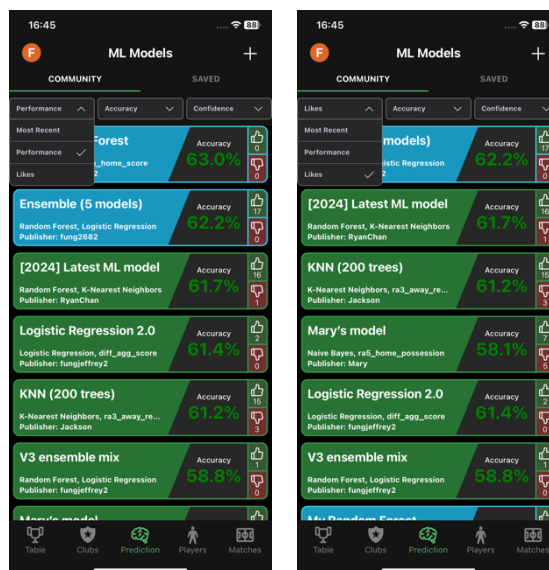 16:45
88
F
ML Models
+
COMMUNITY
SAVED
Performance
Accuracy
Confidence
Most Recent
Performance
Likes
Forest
_home_score
2
Accuracy
63.0%
0
0
Ensemble (5 models)
Random Forest, Logistic Regression
Publisher: fung2682
Accuracy
62.2%
17
0
[2024] Latest ML model
Random Forest, K-Nearest Neighbors
Publisher: RyanChan
Accuracy
61.7%
16
1
Logistic Regression 2.0
Logistic Regression, diff_agg_score
Publisher: fungjeffrey2
Accuracy
61.4%
2
0
KNN (200 trees)
K-Nearest Neighbors, ra3_away_re...
Publisher: Jackson
Accuracy
61.2%
15
3
V3 ensemble mix
Random Forest, Logistic Regression
Publisher: fungjeffrey2
Accuracy
58.8%
1
0
Mary's model
Table
Clubs
Prediction
Players
Matches
16:45
88
F
ML Models
+
COMMUNITY
SAVED
Likes
Accuracy
Confidence
Most Recent
Performance
Likes
models)
istic Regression
2
Accuracy
62.2%
17
0
[2024] Latest ML model
Random Forest, K-Nearest Neighbors
Publisher: RyanChan
Accuracy
61.7%
16
1
KNN (200 trees)
K-Nearest Neighbors, ra3_away_re...
Publisher: Jackson
Accuracy
61.2%
15
3
Mary's model
Naive Bayes, ra5_home_possession
Publisher: Mary
Accuracy
58.1%
7
5
Logistic Regression 2.0
Logistic Regression, diff_agg_score
Publisher: fungjeffrey2
Accuracy
61.4%
2
0
V3 ensemble mix
Random Forest, Logistic Regression
Publisher: fungjeffrey2
Accuracy
58.8%
1
0
My Random Forest
Table
Clubs
Prediction
Players
Matches